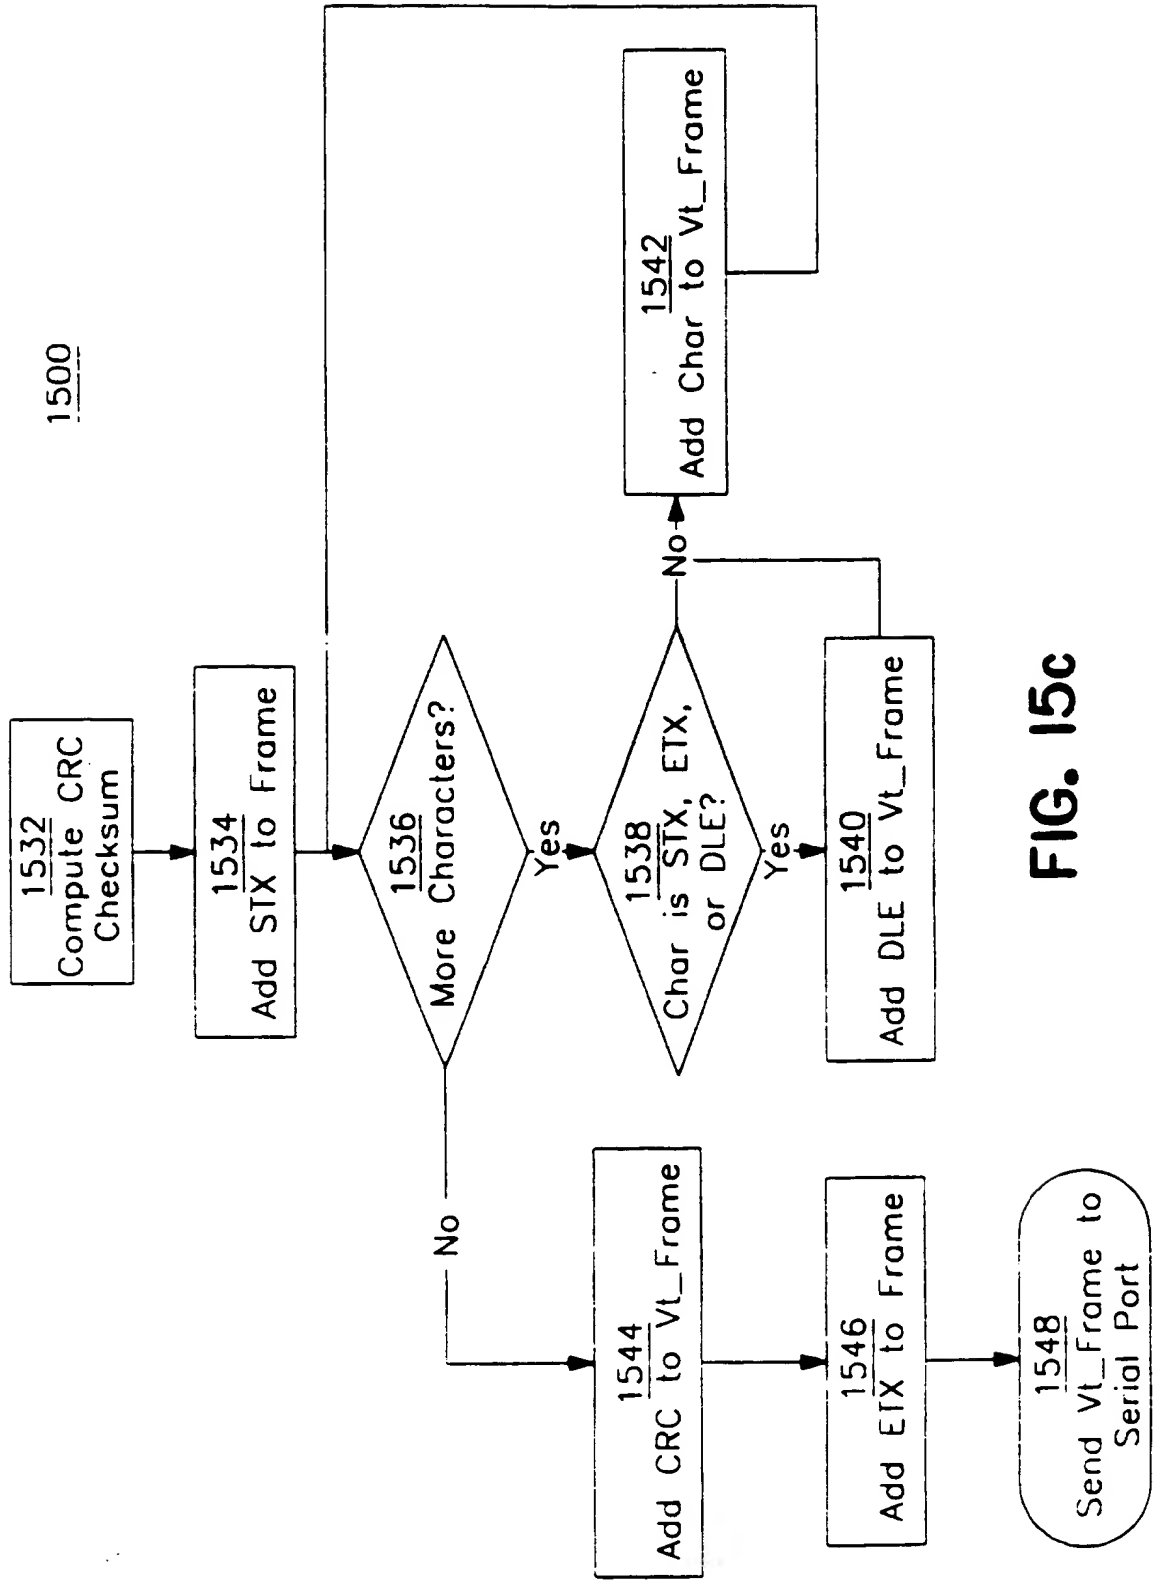 1500
1532
Compute CRC
Checksum
1534
Add STX to Frame
1536
More Characters?
No
Yes
1538
Char is STX, ETX,
or DLE?
No
1542
Add Char to Vt_Frame
Yes
1540
Add DLE to Vt_Frame
1544
Add CRC to Vt_Frame
1546
Add ETX to Frame
1548
Send Vt_Frame to
Serial Port
FIG. 15c